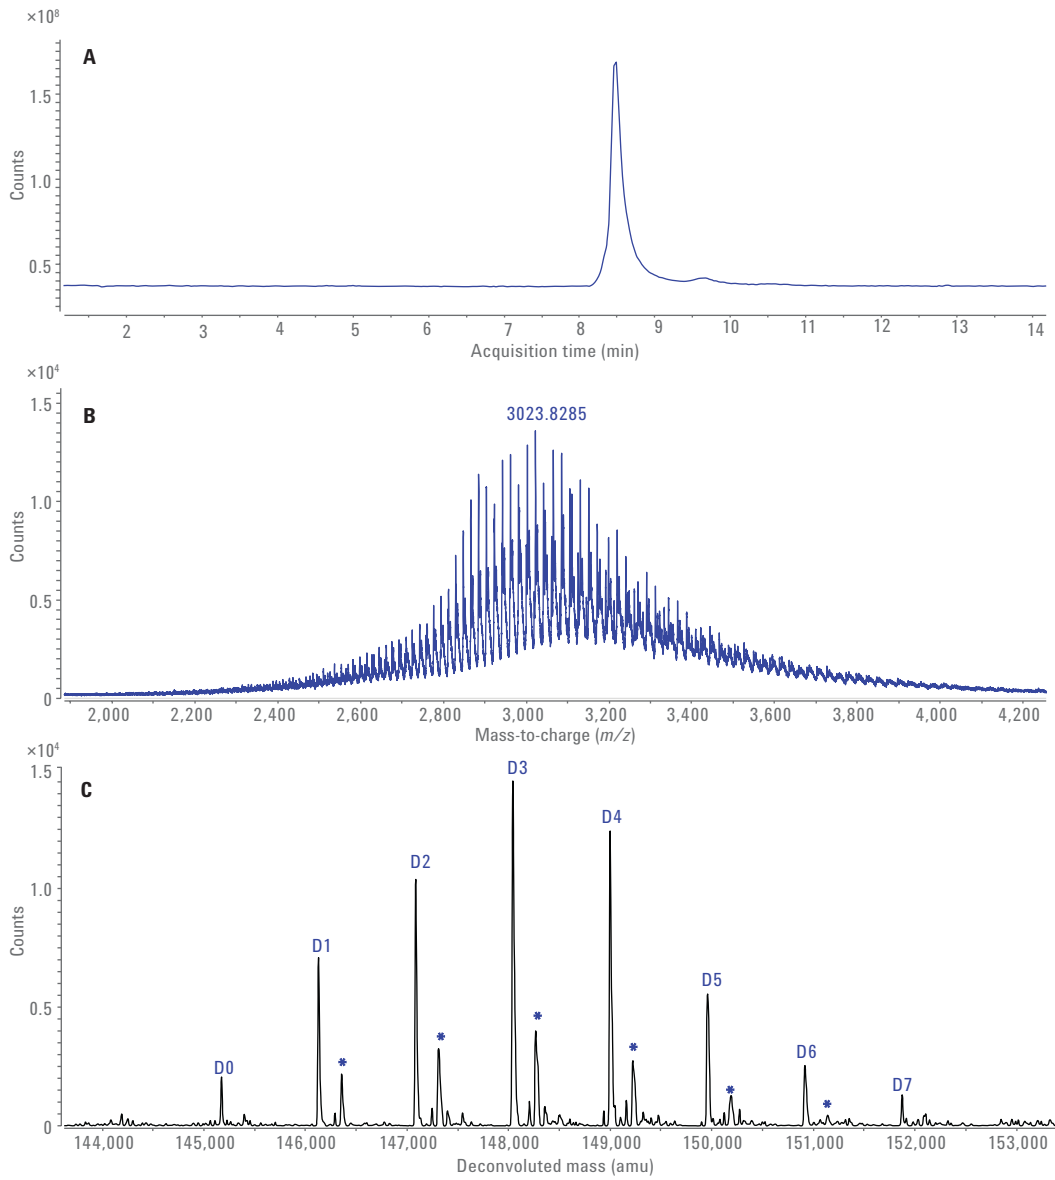 ×10⁸
A
1.5
1.0
0.5
Counts
2 3 4 5 6 7 8 9 10 11 12 13 14
Acquisition time (min)
×10⁴
B
3023.8285
1.5
1.0
0.5
0
Counts
2,000 2,200 2,400 2,600 2,800 3,000 3,200 3,400 3,600 3,800 4,000 4,200
Mass-to-charge (m/z)
×10⁴
C
1.5
1.0
0.5
0
Counts
D3
D4
D2
D1
D5
* *
* *
D6
D0
D7
* *
144,000 145,000 146,000 147,000 148,000 149,000 150,000 151,000 152,000 153,000
Deconvoluted mass (amu)